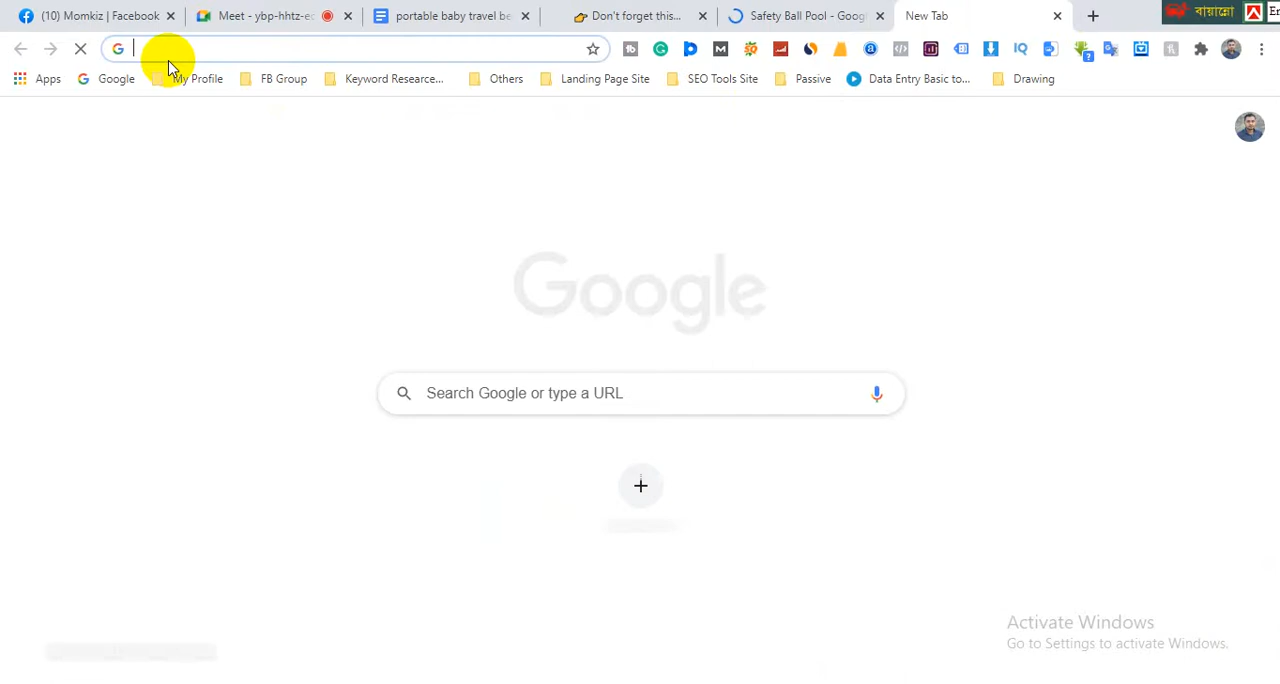 (10) Momkiz | Facebook
Meet - ybp-hhtz-ec
portable baby travel be
Don't forget this...
Safety Ball Pool - Goog
New Tab
বায়ান্নো
Er
Apps
Google
My Profile
FB Group
Keyword Researce...
Others
Landing Page Site
SEO Tools Site
Passive
Data Entry Basic to...
Drawing
Google
Search Google or type a URL
Activate Windows
Go to Settings to activate Windows.